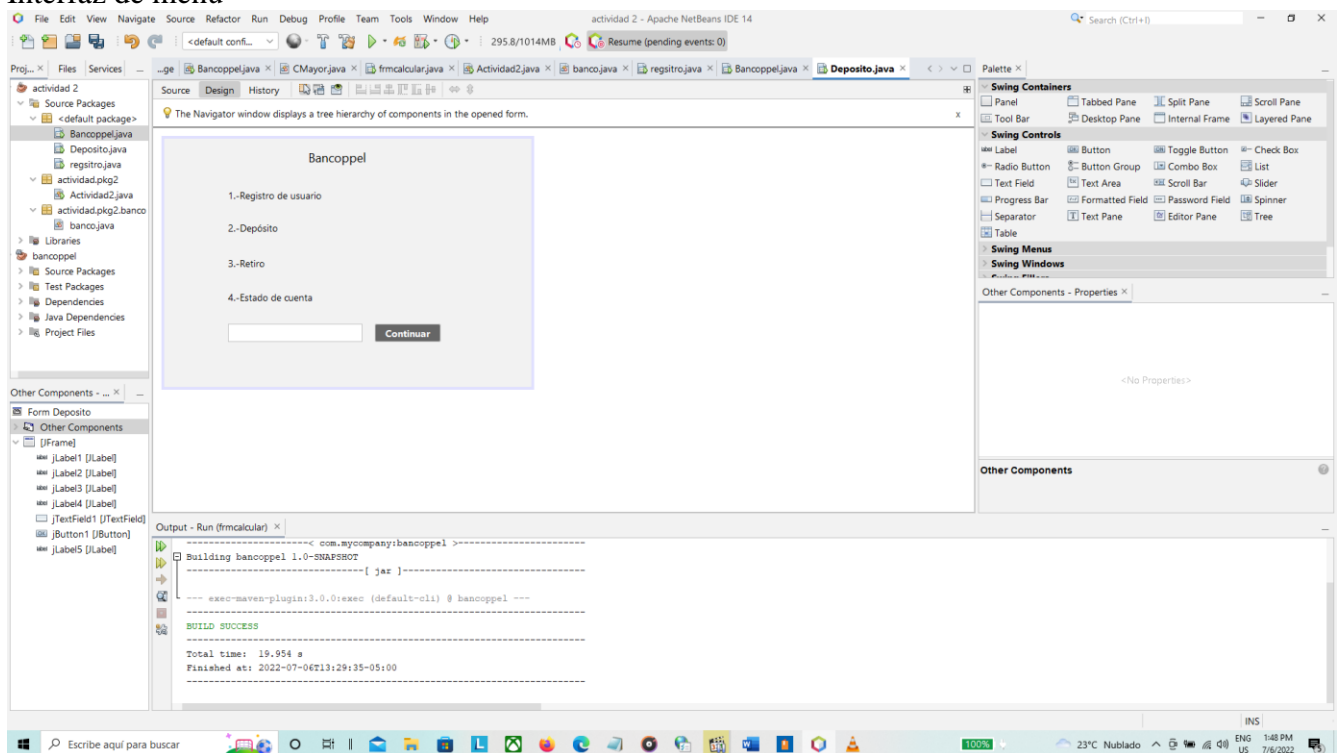 Interfaz de menú
File Edit View Navigate Source Refactor Run Debug Profile Team Tools Window Help
actividad 2 - Apache NetBeans IDE 14
Search (Ctrl+I)
<default confi...
295.8/1014MB
Resume (pending events: 0)
Proj... × Files Services
...ge Bancoppel.java × CMayor.java × frmcalcular.java × Actividad2.java × banco.java × regsitro.java × Bancoppel.java × Deposito.java ×
Source Design History
The Navigator window displays a tree hierarchy of components in the opened form.
x
actividad 2
Source Packages
<default package>
Bancoppel.java
Deposito.java
regsitro.java
actividad.pkg2
Actividad2.java
actividad.pkg2.banco
banco.java
Libraries
bancoppel
Source Packages
Test Packages
Dependencies
Java Dependencies
Project Files
Bancoppel
1.-Registro de usuario
2.-Depósito
3.-Retiro
4.-Estado de cuenta
Continuar
Palette ×
Swing Containers
Panel Tabbed Pane Split Pane Scroll Pane
Tool Bar Desktop Pane Internal Frame Layered Pane
Swing Controls
Label Button Toggle Button Check Box
Radio Button Button Group Combo Box List
Text Field Text Area Scroll Bar Slider
Progress Bar Formatted Field Password Field Spinner
Separator Text Pane Editor Pane Tree
Table
Swing Menus
Swing Windows
Other Components - Properties ×
<No Properties>
Other Components
Other Components - ... ×
Form Deposito
Other Components
[JFrame]
jLabel1 [JLabel]
jLabel2 [JLabel]
jLabel3 [JLabel]
jLabel4 [JLabel]
jTextField1 [JTextField]
jButton1 [JButton]
jLabel5 [JLabel]
Output - Run (frmcalcular) ×
----------------------< com.mycompany:bancoppel >-----------------------
Building bancoppel 1.0-SNAPSHOT
--------------------------------[ jar ]---------------------------------
--- exec-maven-plugin:3.0.0:exec (default-cli) @ bancoppel ---
------------------------------------------------------------------------
BUILD SUCCESS
------------------------------------------------------------------------
Total time: 19.954 s
Finished at: 2022-07-06T13:29:35-05:00
------------------------------------------------------------------------
INS
Escribe aquí para buscar
100%
23°C Nublado
ENG 1:48 PM
US 7/6/2022